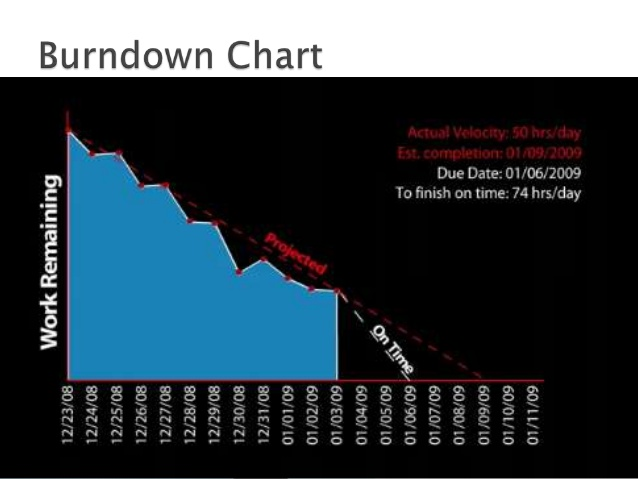 Burndown Chart
Actual Velocity: 50 hrs/day
Est. completion: 01/09/2009
Due Date: 01/06/2009
To finish on time: 74 hrs/day
Work Remaining
Projected
On Time
12/23/08
12/24/08
12/25/08
12/26/08
12/27/08
12/28/08
12/29/08
12/30/08
12/31/08
01/01/09
01/02/09
01/03/09
01/04/09
01/05/09
01/06/09
01/07/09
01/08/09
01/09/09
01/10/09
01/11/09